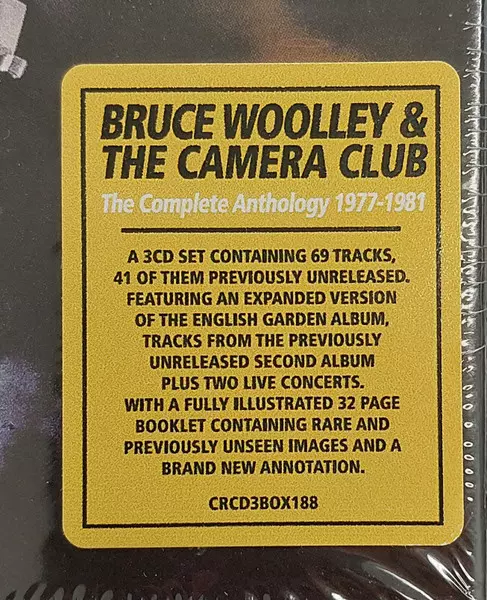 BRUCE WOOLLEY &
THE CAMERA CLUB
The Complete Anthology 1977-1981
A 3CD SET CONTAINING 69 TRACKS,
41 OF THEM PREVIOUSLY UNRELEASED.
FEATURING AN EXPANDED VERSION
OF THE ENGLISH GARDEN ALBUM,
TRACKS FROM THE PREVIOUSLY
UNRELEASED SECOND ALBUM
PLUS TWO LIVE CONCERTS.
WITH A FULLY ILLUSTRATED 32 PAGE
BOOKLET CONTAINING RARE AND
PREVIOUSLY UNSEEN IMAGES AND A
BRAND NEW ANNOTATION.
CRCD3BOX188